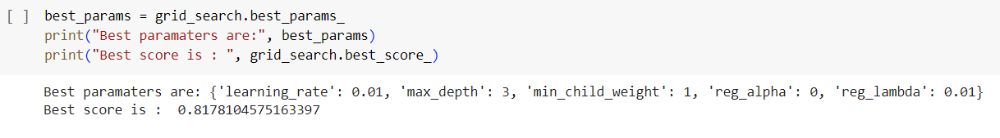 [ ] best_params = grid_search.best_params_
print("Best paramaters are:", best_params)
print("Best score is : ", grid_search.best_score_)
Best paramaters are: {'learning_rate': 0.01, 'max_depth': 3, 'min_child_weight': 1, 'reg_alpha': 0, 'reg_lambda': 0.01}
Best score is :  0.8178104575163397